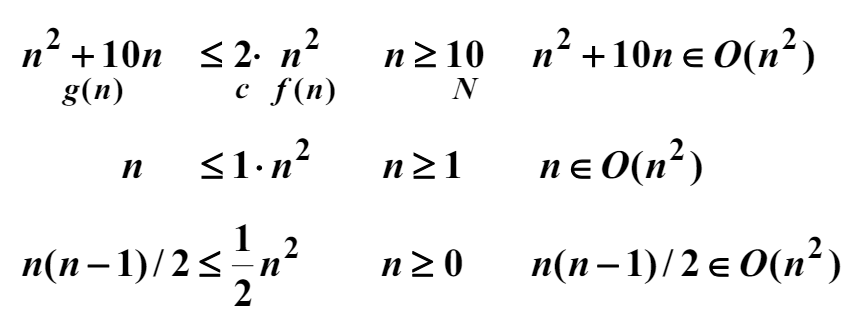 n² + 10n ≤ 2· n² n ≥ 10 n² + 10n ∈ O(n²)
g(n) c f(n) N
n ≤ 1·n² n ≥ 1 n ∈ O(n²)
n(n − 1)/2 ≤ 1/2 n² n ≥ 0 n(n − 1)/2 ∈ O(n²)